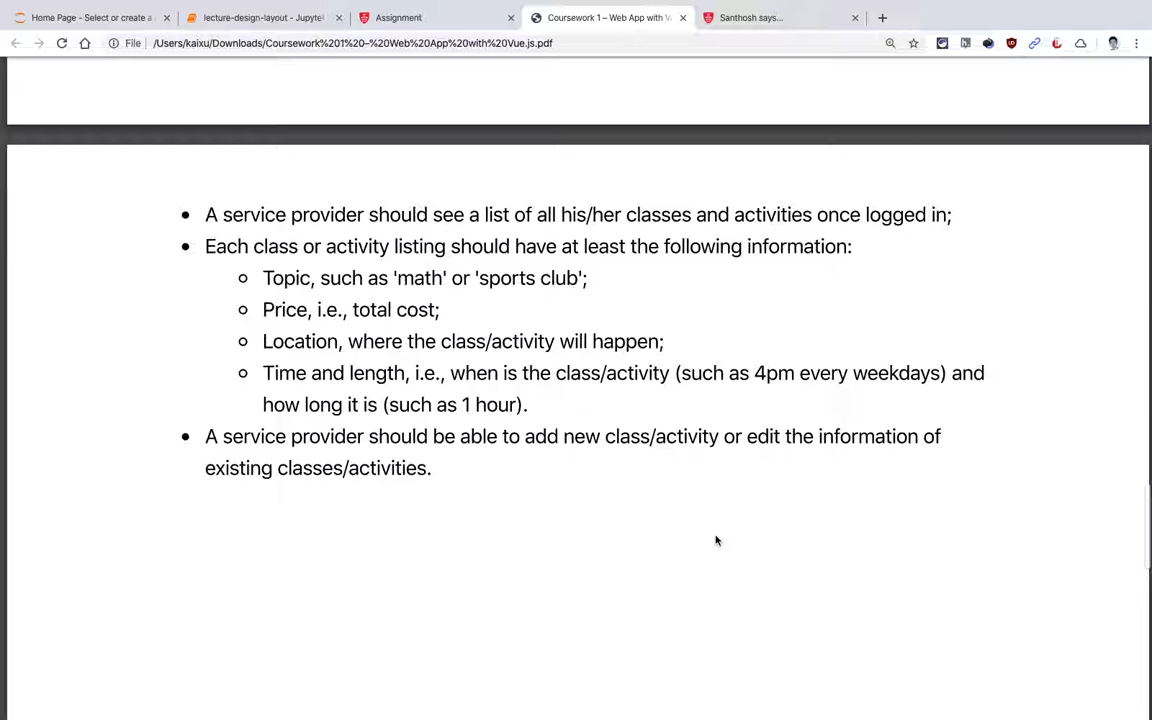 Home Page - Select or create a
lecture-design-layout - Jupyte
Assignment
Coursework 1 – Web App with V
Santhosh says...
File
/Users/kaixu/Downloads/Coursework%201%20–%20Web%20App%20with%20Vue.js.pdf
• A service provider should see a list of all his/her classes and activities once logged in;
• Each class or activity listing should have at least the following information:
○ Topic, such as 'math' or 'sports club';
○ Price, i.e., total cost;
○ Location, where the class/activity will happen;
○ Time and length, i.e., when is the class/activity (such as 4pm every weekdays) and
how long it is (such as 1 hour).
• A service provider should be able to add new class/activity or edit the information of
existing classes/activities.